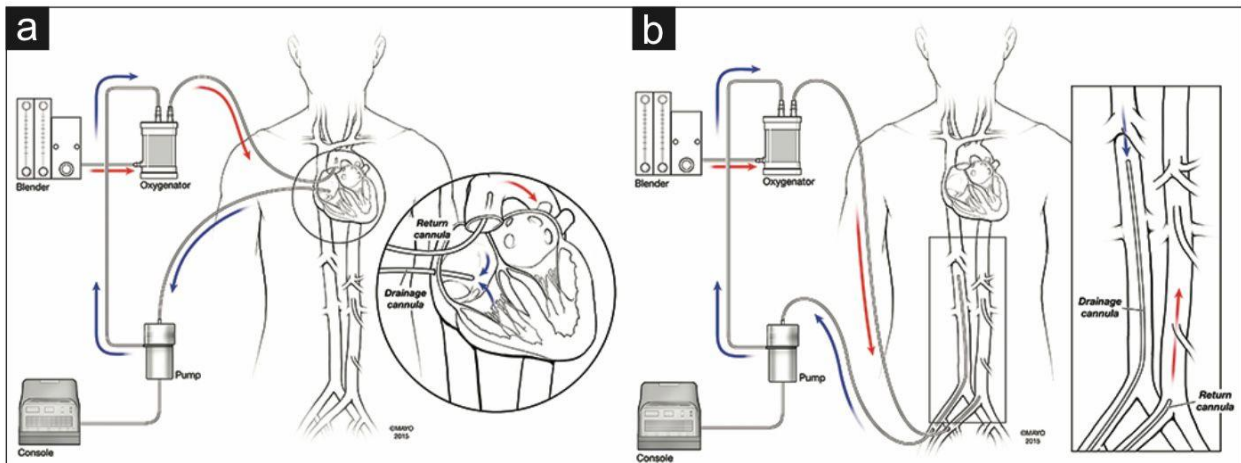 a
Blender
Oxygenator
Return
cannula
Drainage
cannula
Pump
Console
©MAYO
2015
b
Blender
Oxygenator
Drainage
cannula
Pump
Return
cannula
Console
©MAYO
2015